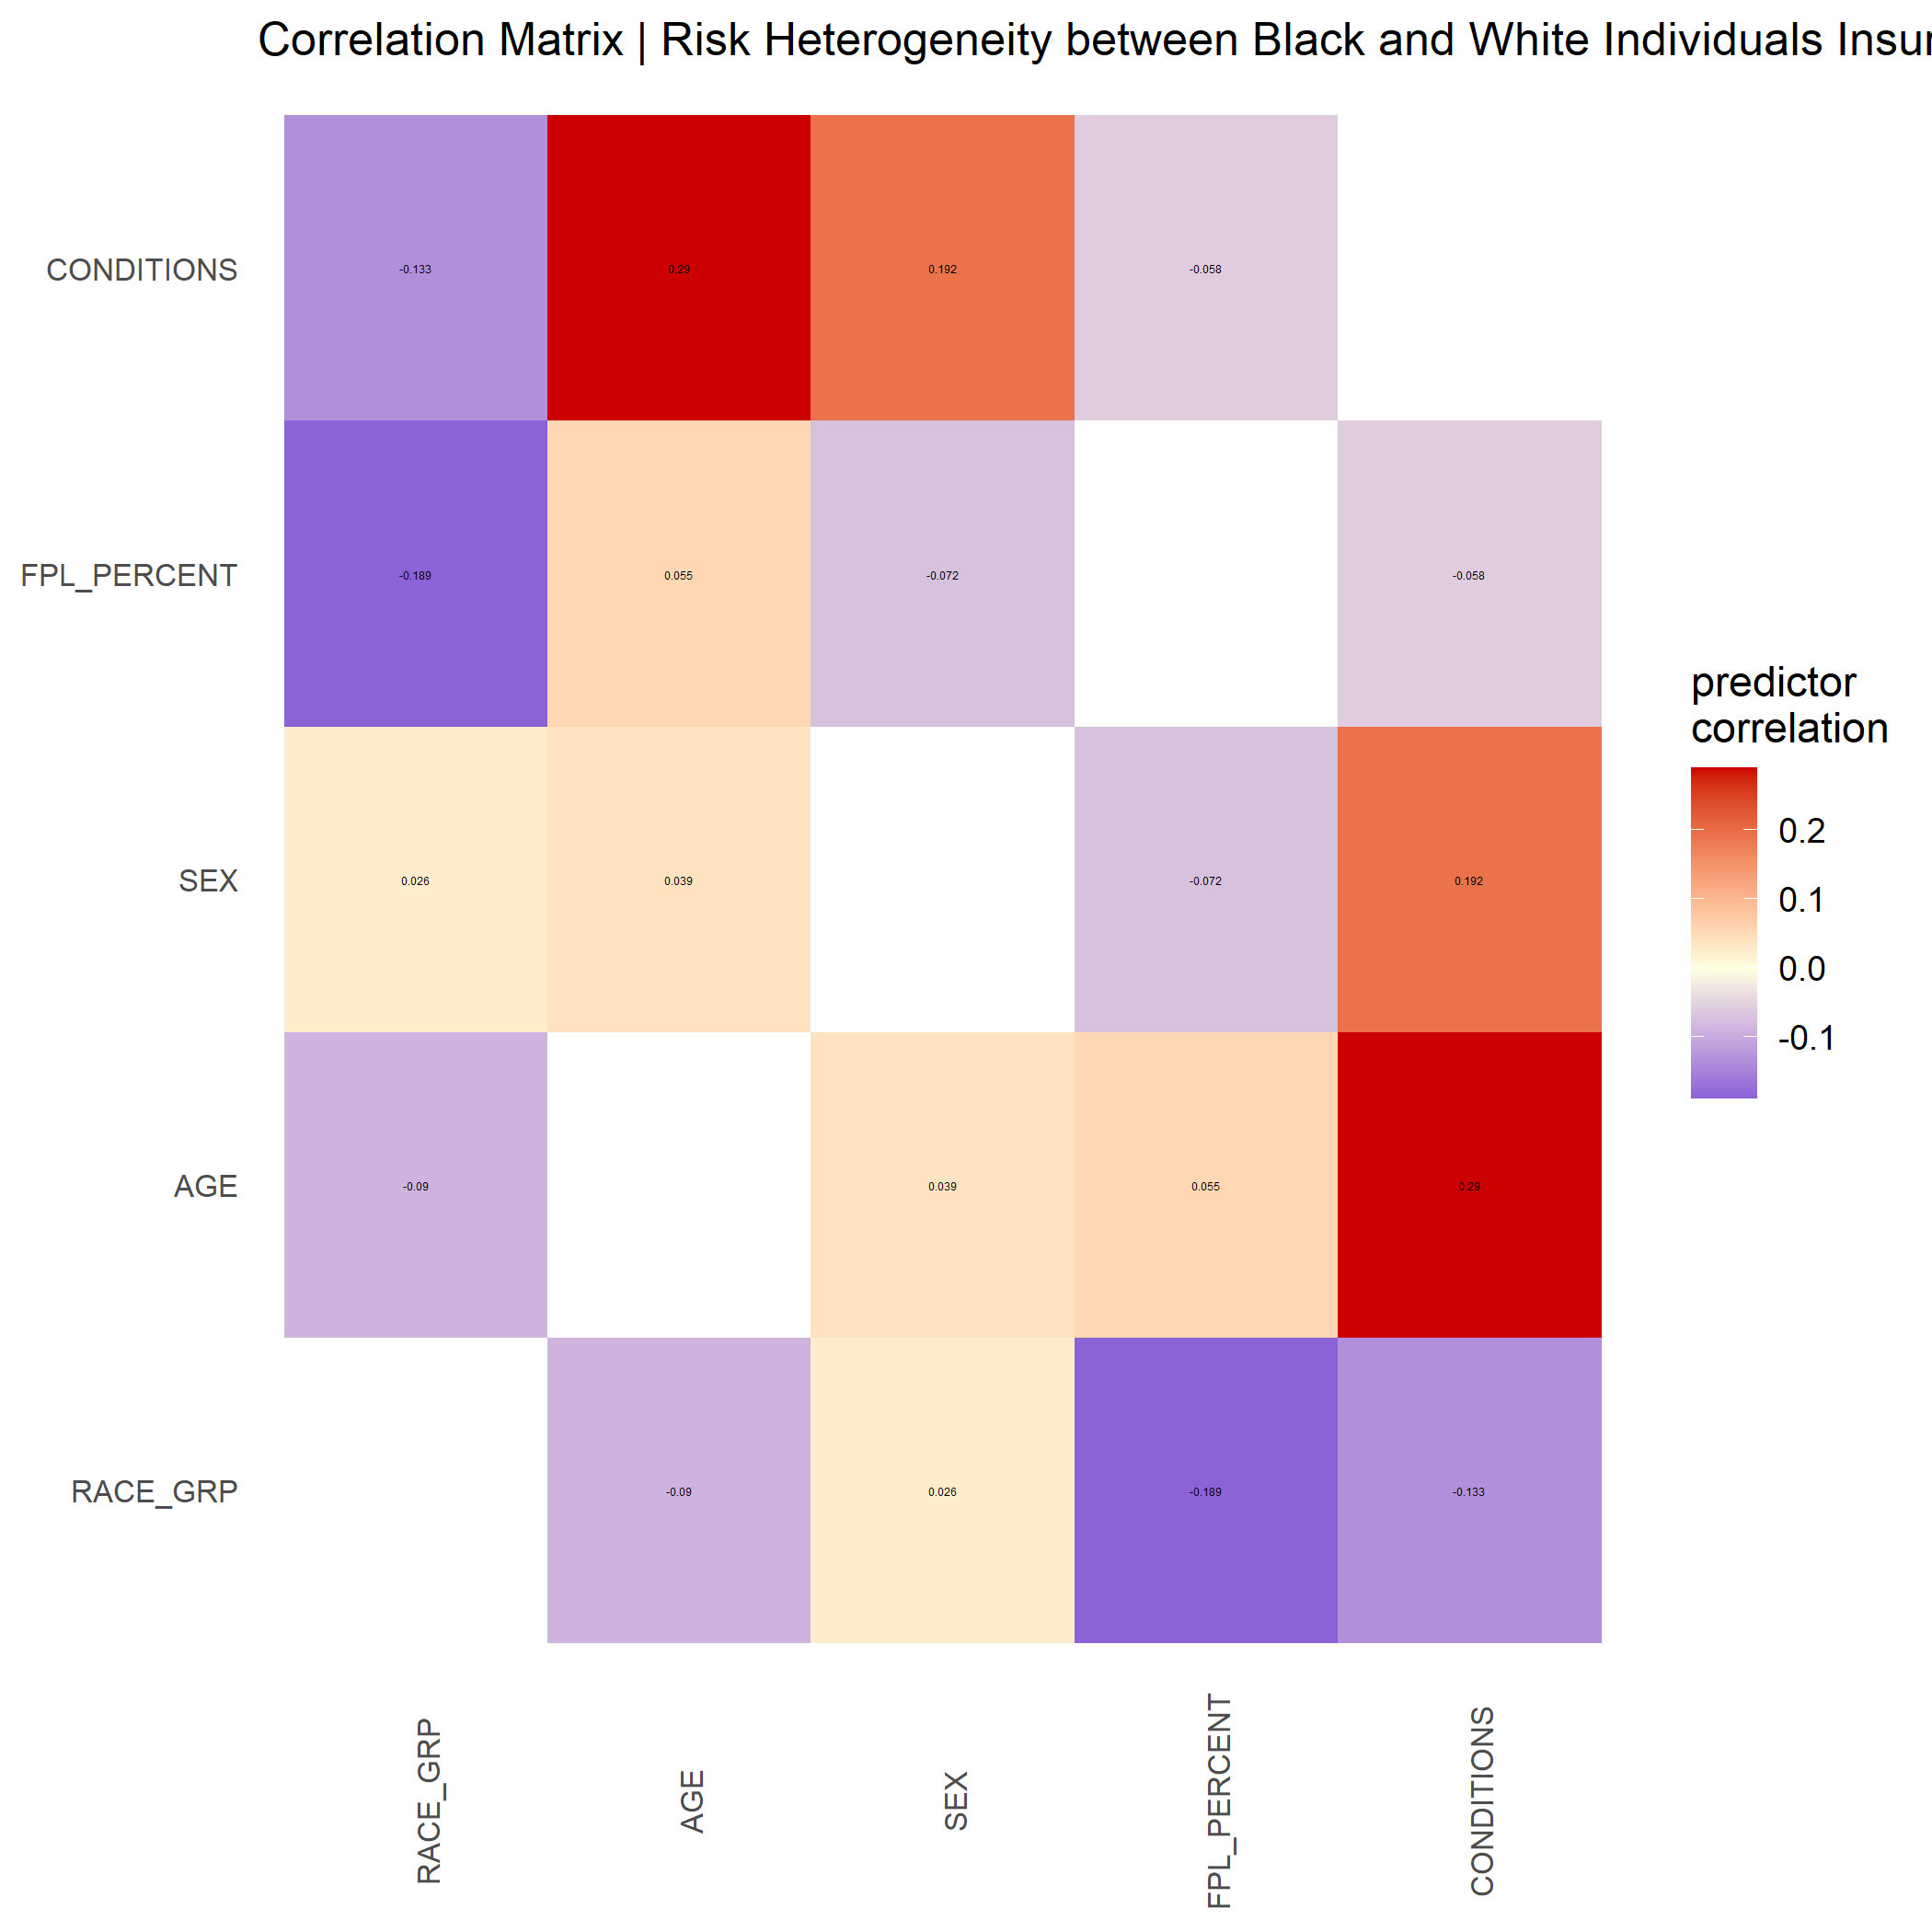 Correlation Matrix | Risk Heterogeneity between Black and White Individuals Insur
CONDITIONS
-0.133
0.29
0.192
-0.058
FPL_PERCENT
-0.189
0.055
-0.072
-0.058
SEX
0.026
0.039
-0.072
0.192
AGE
-0.09
0.039
0.055
0.29
RACE_GRP
-0.09
0.026
-0.189
-0.133
RACE_GRP
AGE
SEX
FPL_PERCENT
CONDITIONS
predictor
correlation
0.2
0.1
0.0
-0.1